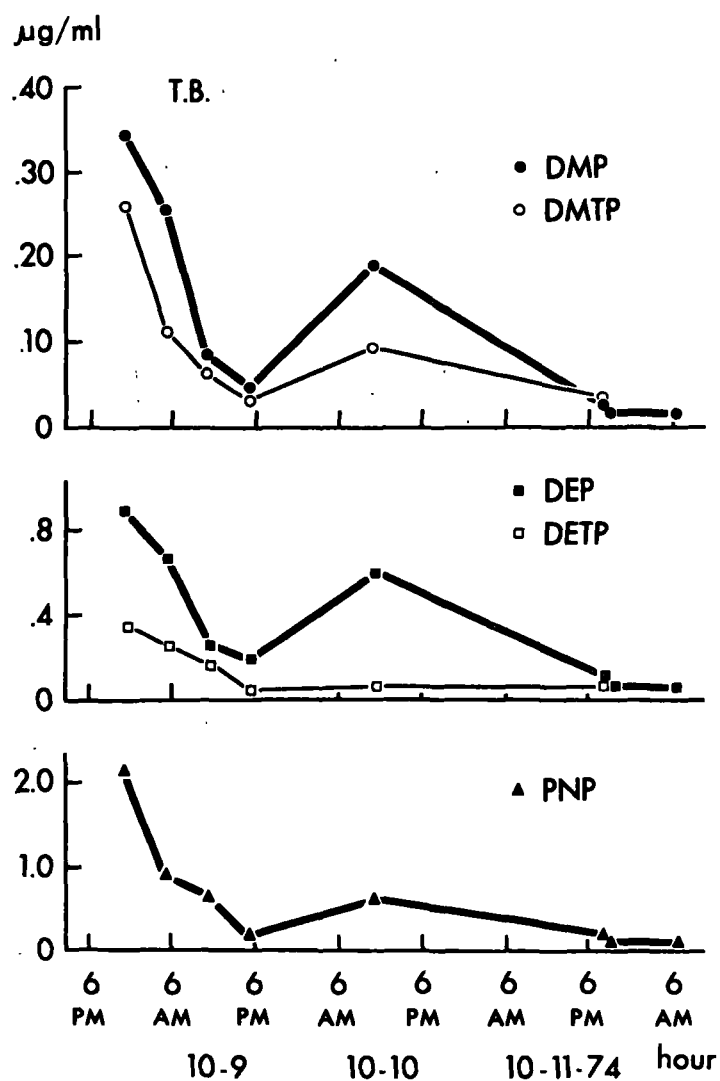 µg/ml
.40
T.B.
.30
.20
.10
0
● DMP
○ DMTP
.8
.4
0
■ DEP
□ DETP
2.0
1.0
0
▲ PNP
6 6 6 6 6 6 6 6
PM AM PM AM PM AM PM AM
10-9 10-10 10-11-74 hour